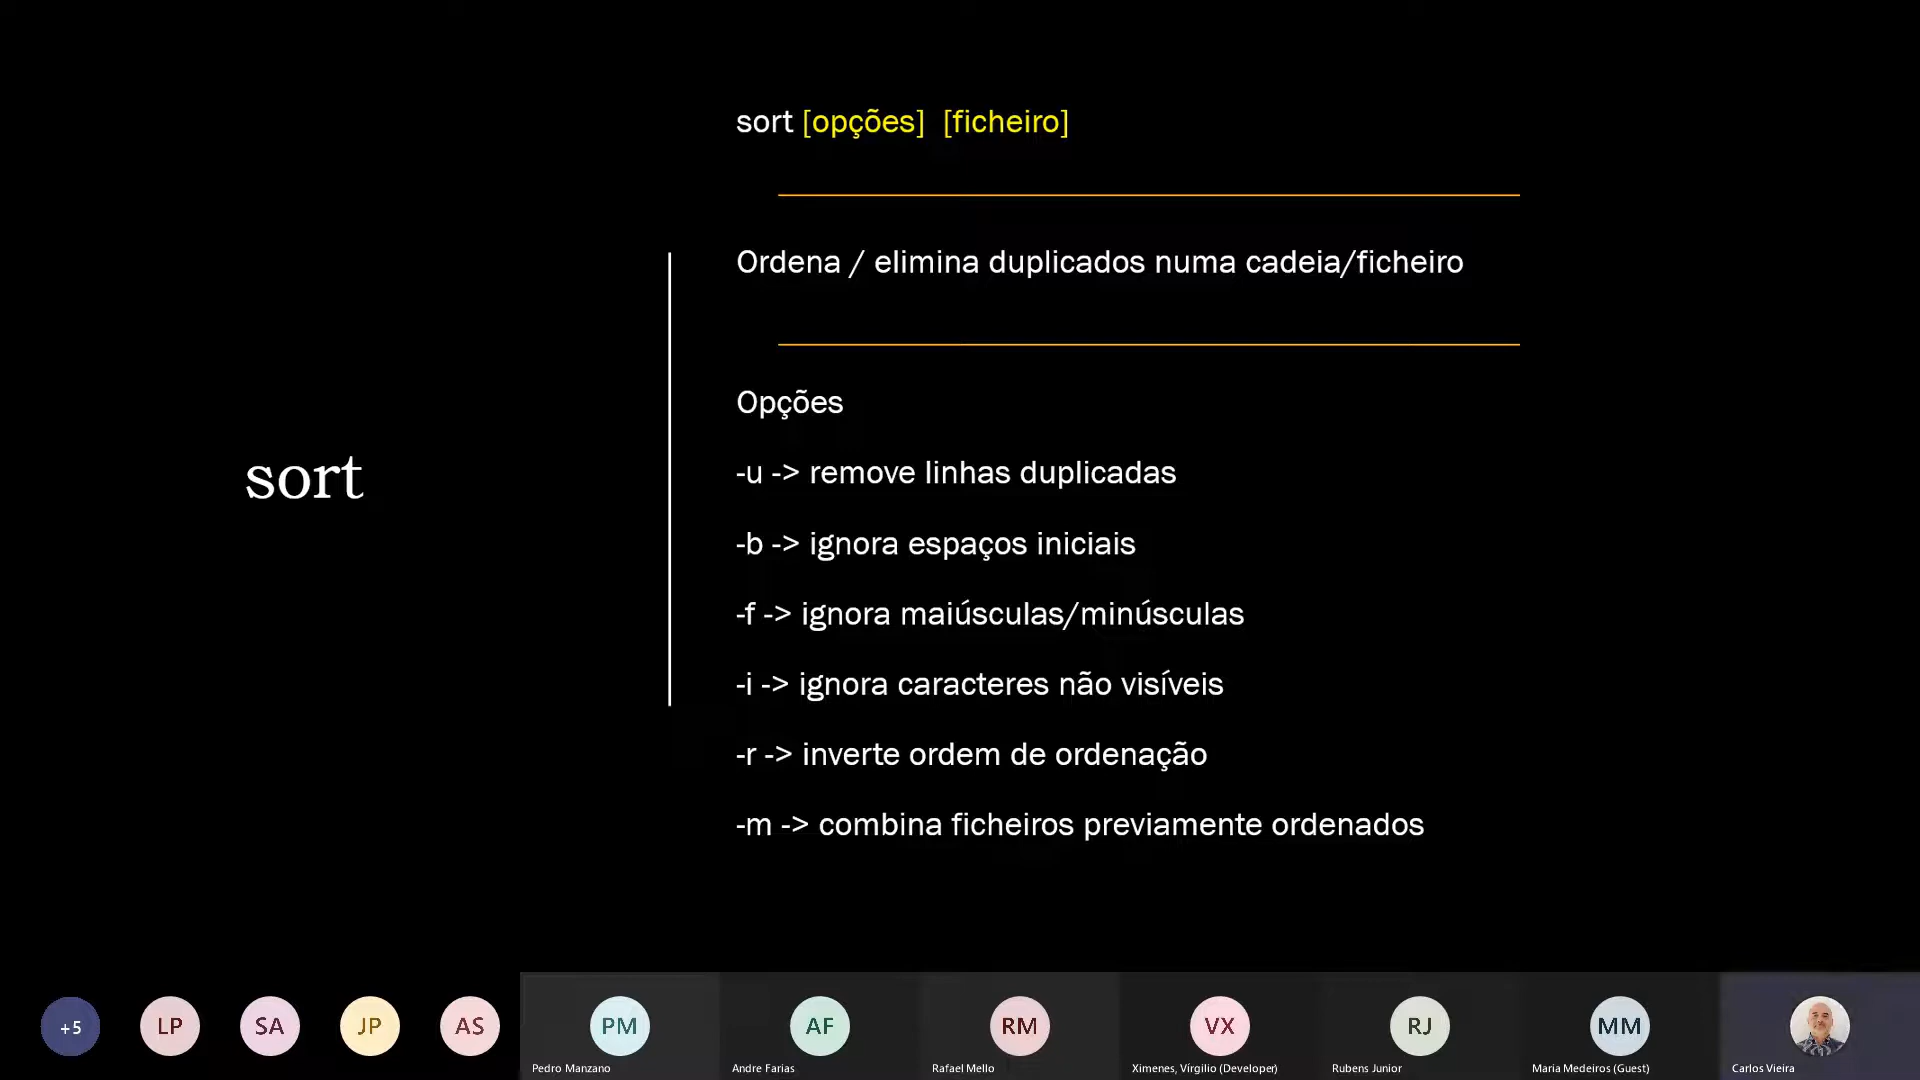 sort [opções] [ficheiro]
Ordena / elimina duplicados numa cadeia/ficheiro
sort
Opções
-u -> remove linhas duplicadas
-b -> ignora espaços iniciais
-f -> ignora maiúsculas/minúsculas
-i -> ignora caracteres não visíveis
-r -> inverte ordem de ordenação
-m -> combina ficheiros previamente ordenados
+5 LP SA JP AS PM AF RM VX RJ MM
Pedro Manzano Andre Farias Rafael Mello Ximenes, Virgilio (Developer) Rubens Junior Maria Medeiros (Guest) Carlos Vieira